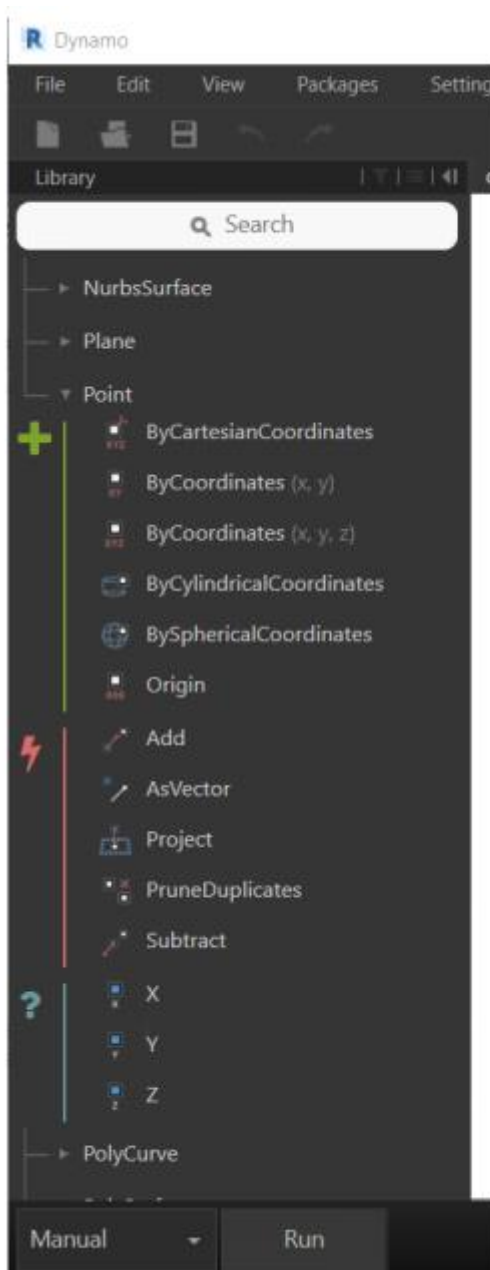 R Dynamo
File Edit View Packages
Library
Search
NurbsSurface
Plane
Point
ByCartesianCoordinates
ByCoordinates (x, y)
ByCoordinates (x, y, z)
ByCylindricalCoordinates
BySphericalCoordinates
Origin
Add
AsVector
Project
PruneDuplicates
Subtract
?
X
Y
Z
PolyCurve
Manual Run